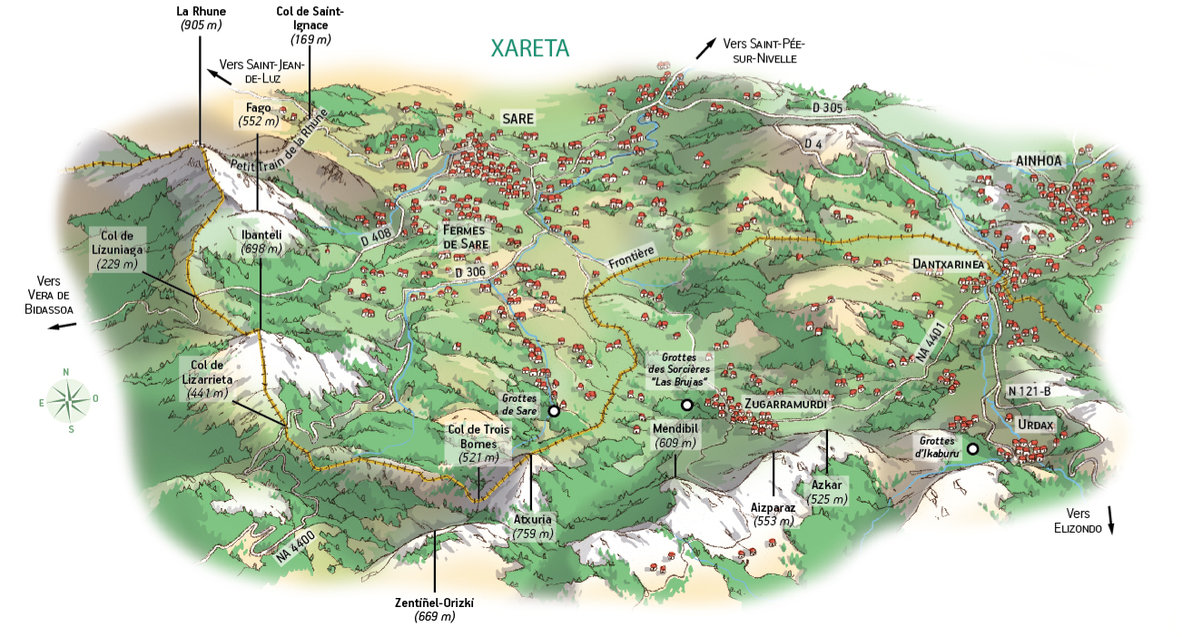 La Rhune
(905 m)
Col de Saint-
Ignace
(169 m)
XARETA
Vers SAINT-PÉE-
SUR-NIVELLE
Vers SAINT-JEAN-
DE-LUZ
Fago
(552 m)
Petit Train de la Rhune
SARE
D 305
D 4
AINHOA
Col de
Lizuniaga
(229 m)
Ibanteli
(698 m)
D 408
FERMES
DE SARE
D 306
Frontière
DANTXARINEA
Vers
VERA DE
BIDASSOA
NA 4401
Col de
Lizarrieta
(441 m)
Grottes
des Sorcières
"Las Brujas"
N
E
O
S
Grottes
de Sare
ZUGARRAMURDI
N 121-B
Col de Trois
Bornes
(521 m)
Mendibil
(609 m)
URDAX
Grottes
d'Ikaburu
Azkar
(525 m)
Aizparaz
(553 m)
Atxuria
(759 m)
Vers
ELIZONDO
NA 4400
Zentiñel-Orizki
(669 m)